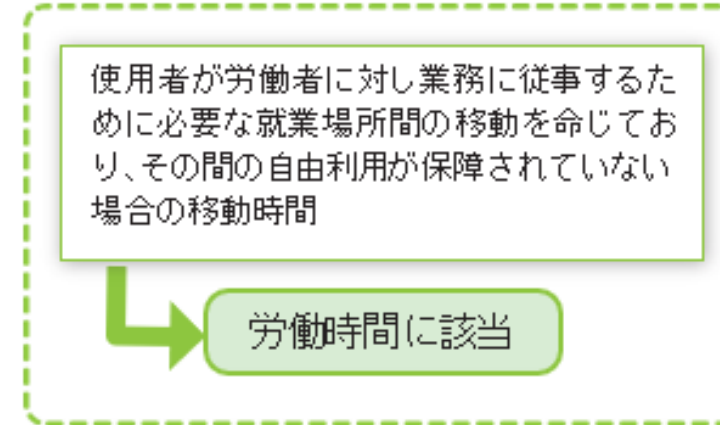 使用者が労働者に対し業務に従事するた
めに必要な就業場所間の移動を命じてお
り、その間の自由利用が保障されていない
場合の移動時間
労働時間に該当